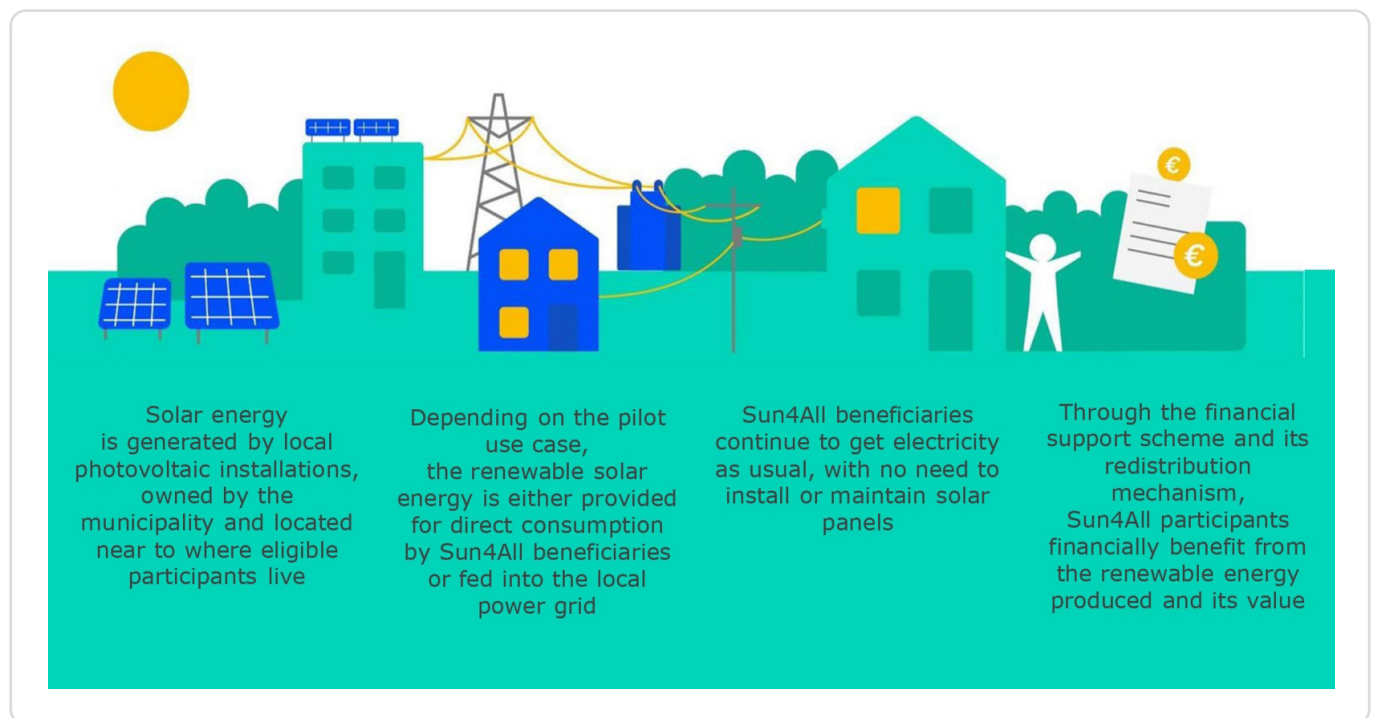 €
€
Solar energy
is generated by local
photovoltaic installations,
owned by the
municipality and located
near to where eligible
participants live
Depending on the pilot
use case,
the renewable solar
energy is either provided
for direct consumption
by Sun4All beneficiaries
or fed into the local
power grid
Sun4All beneficiaries
continue to get electricity
as usual, with no need to
install or maintain solar
panels
Through the financial
support scheme and its
redistribution
mechanism,
Sun4All participants
financially benefit from
the renewable energy
produced and its value